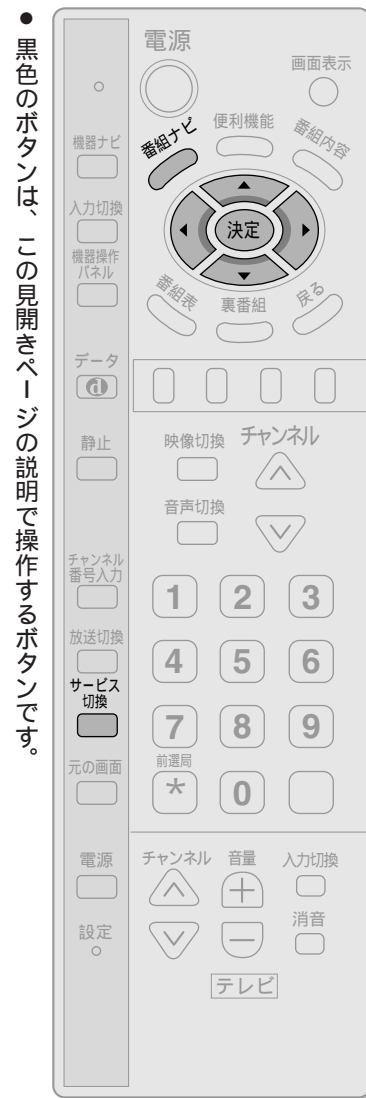 ● 黒色のボタンは、この見開きページの説明で操作するボタンです。
電源
画面表示
機器ナビ
番組ナビ
便利機能
番組内容
入力切換
決定
機器操作
パネル
番組表
裏番組
戻る
データ
d
静止
映像切換
チャンネル
音声切換
チャンネル
番号入力
1 2 3
放送切換
4 5 6
サービス
切換
7 8 9
元の画面
前選局
* 0
電源
チャンネル
音量
入力切換
+
設定
消音
−
テレビ